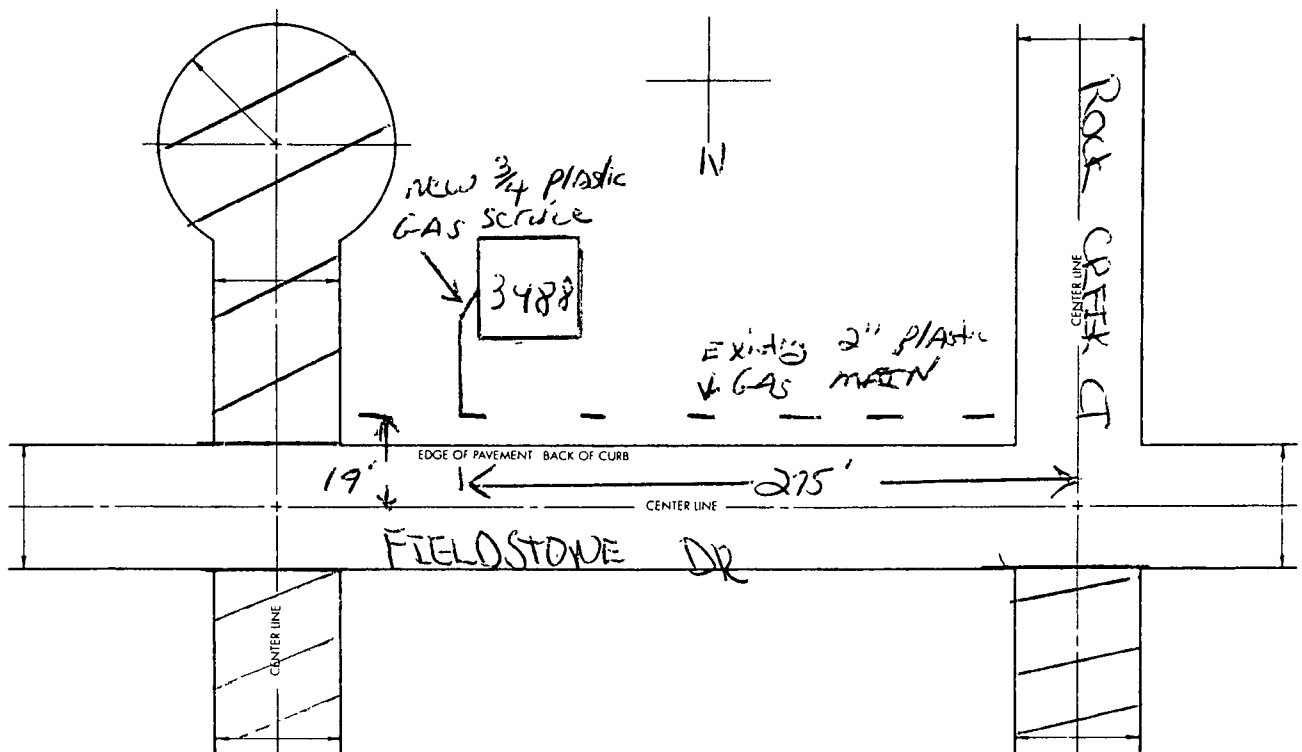 N
NEW 3/4 Plastic
GAS Service
3488
Existing 2" PlAstic
GAS MAIN
ROCK CREEK CT
CENTER LINE
19'
EDGE OF PAVEMENT BACK OF CURB
275'
CENTER LINE
FIELDSTONE DR
CENTER LINE